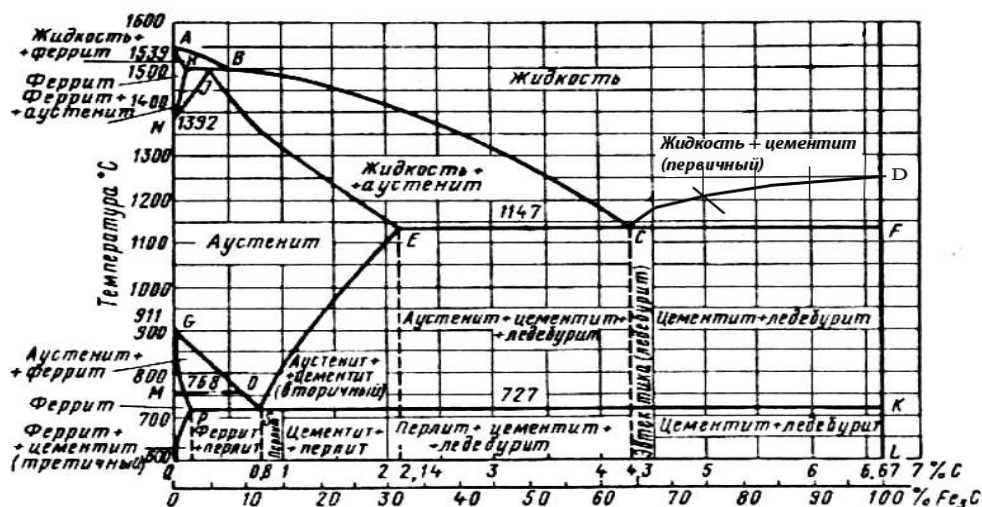 1600
Жидкость+
+феррит
1539
A
H
B
1500
Феррит
J
Феррит+
+аустенит
1400
N
1392
Жидкость
1300
Жидкость + цементит
(первичный)
Жидкость+
+аустенит
D
1200
Температура °C
1147
1100
E
C
F
Аустенит
1000
911
G
900
Аустенит+цементит+
+ледебурит
Цементит+ледебурит
Эвтектика (ледебурит)
Аустенит+
+феррит
Аустенит+
+цементит
(вторичный)
800
M
768
O
727
Феррит
P
S
K
700
Феррит+
+цементит
(третичный)
Феррит
+перлит
Перлит
Цементит+
+перлит
Перлит+ цементит +
+ледебурит
Цементит+ледебурит
600
L
0
0,8
1
2
2,14
3
4
4,3
5
6
6,67
7
% C
0
10
20
30
40
50
60
70
80
90
100
% Fe₃C